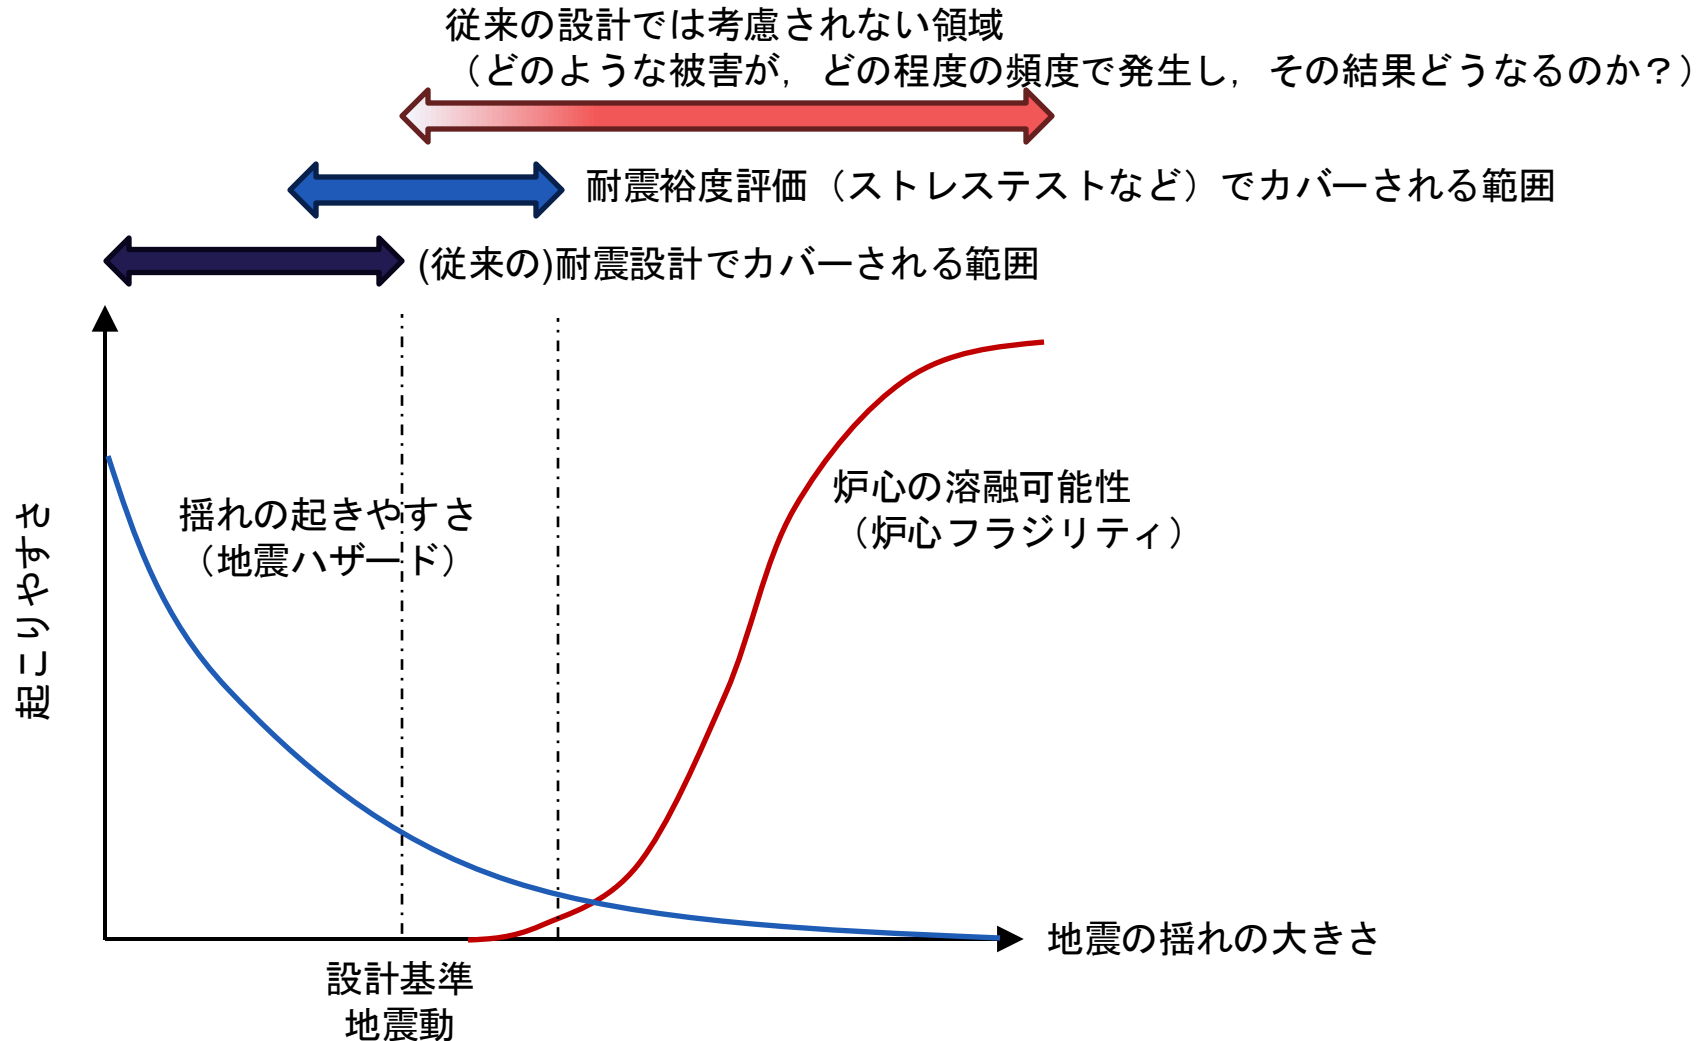 従来の設計では考慮されない領域
（どのような被害が，どの程度の頻度で発生し，その結果どうなるのか？）
耐震裕度評価（ストレステストなど）でカバーされる範囲
(従来の)耐震設計でカバーされる範囲
起こりやすさ
揺れの起きやすさ
（地震ハザード）
炉心の溶融可能性
（炉心フラジリティ）
地震の揺れの大きさ
設計基準
地震動